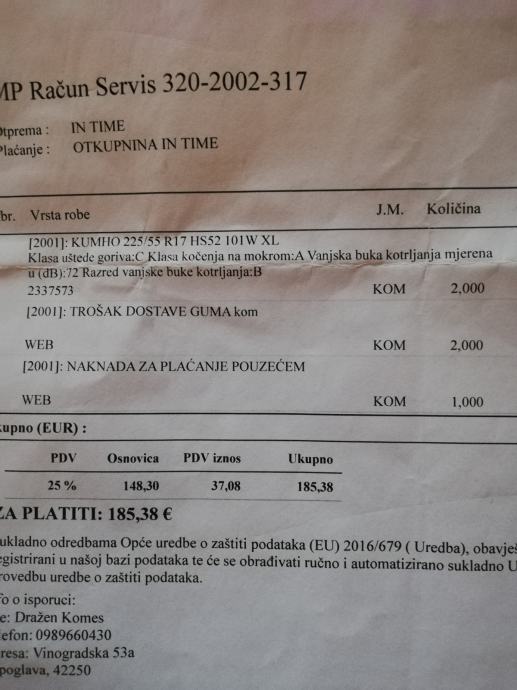 MP Račun Servis 320-2002-317
Otprema : IN TIME
Plaćanje : OTKUPNINA IN TIME
br. Vrsta robe J.M. Količina
[2001]: KUMHO 225/55 R17 HS52 101W XL
Klasa uštede goriva:C Klasa kočenja na mokrom:A Vanjska buka kotrljanja mjerena
u (dB):72 Razred vanjske buke kotrljanja:B
2337573 KOM 2,000
[2001]: TROŠAK DOSTAVE GUMA kom
WEB KOM 2,000
[2001]: NAKNADA ZA PLAĆANJE POUZEĆEM
WEB KOM 1,000
kupno (EUR) :
PDV Osnovica PDV iznos Ukupno
25 % 148,30 37,08 185,38
ZA PLATITI: 185,38 €
ukladno odredbama Opće uredbe o zaštiti podataka (EU) 2016/679 ( Uredba), obavješ
egistrirani u našoj bazi podataka te će se obrađivati ručno i automatizirano sukladno U
rovedbu uredbe o zaštiti podataka.
fo o isporuci:
e: Dražen Komes
efon: 0989660430
resa: Vinogradska 53a
poglava, 42250